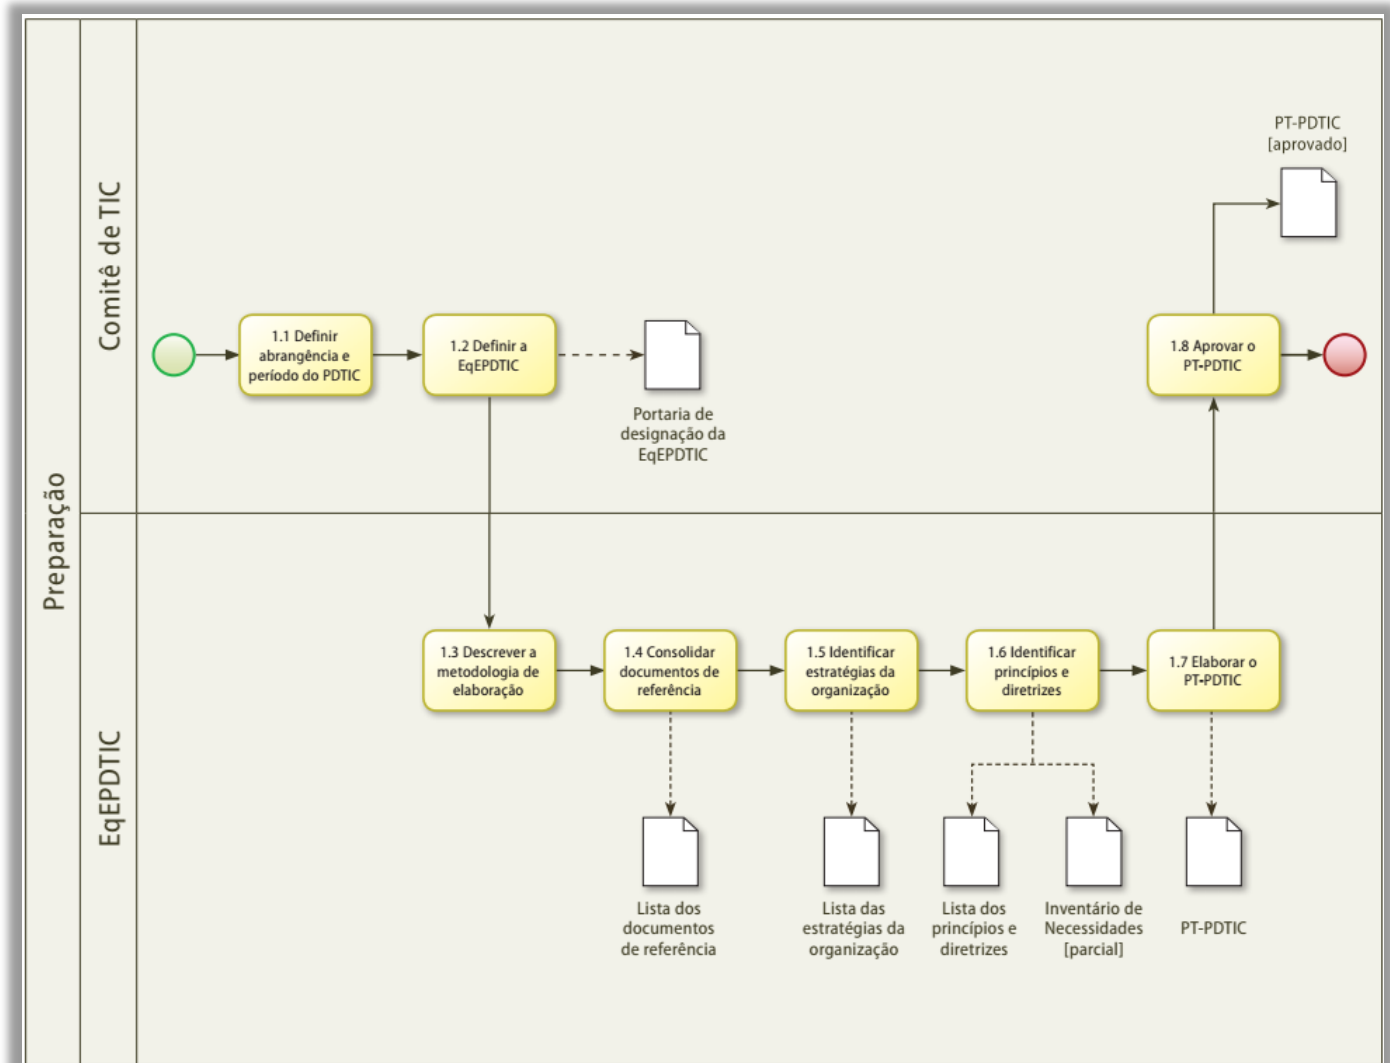 Preparação
Comitê de TIC
1.1 Definir
abrangência e
período do PDTIC
1.2 Definir a
EqEPDTIC
Portaria de
designação da
EqEPDTIC
PT-PDTIC
[aprovado]
1.8 Aprovar o
PT-PDTIC
EqEPDTIC
1.3 Descrever a
metodologia de
elaboração
1.4 Consolidar
documentos de
referência
1.5 Identificar
estratégias da
organização
1.6 Identificar
princípios e
diretrizes
1.7 Elaborar o
PT-PDTIC
Lista dos
documentos
de referência
Lista das
estratégias da
organização
Lista dos
princípios e
diretrizes
Inventário de
Necessidades
[parcial]
PT-PDTIC